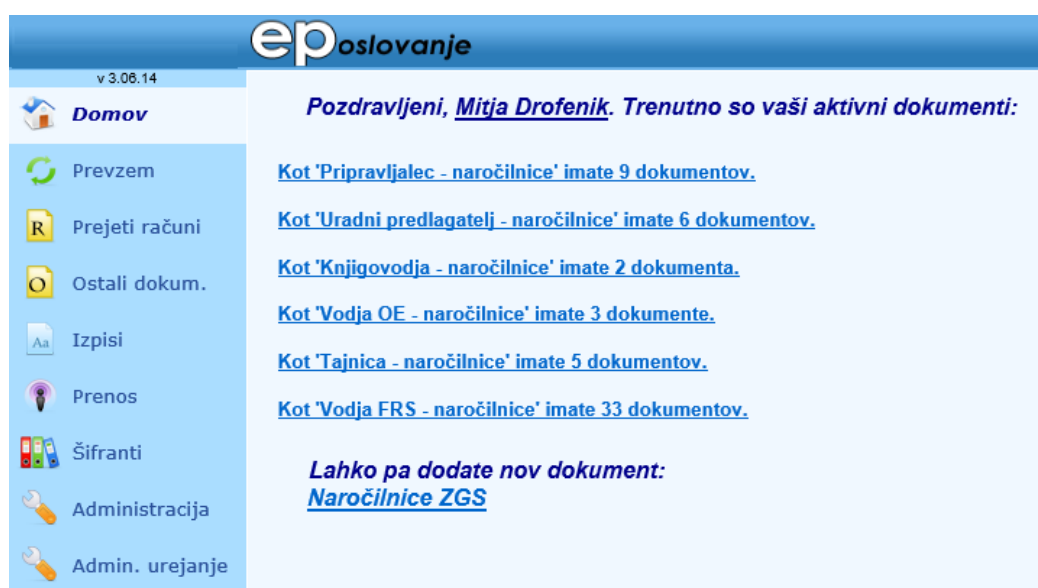 ePoslovanje
v 3.06.14
Domov
Prevzem
R
Prejeti računi
O
Ostali dokum.
Aa
Izpisi
Prenos
Šifranti
Administracija
Admin. urejanje
Pozdravljeni, Mitja Drofenik. Trenutno so vaši aktivni dokumenti:
Kot 'Pripravljalec - naročilnice' imate 9 dokumentov.
Kot 'Uradni predlagatelj - naročilnice' imate 6 dokumentov.
Kot 'Knjigovodja - naročilnice' imate 2 dokumenta.
Kot 'Vodja OE - naročilnice' imate 3 dokumente.
Kot 'Tajnica - naročilnice' imate 5 dokumentov.
Kot 'Vodja FRS - naročilnice' imate 33 dokumentov.
Lahko pa dodate nov dokument:
Naročilnice ZGS